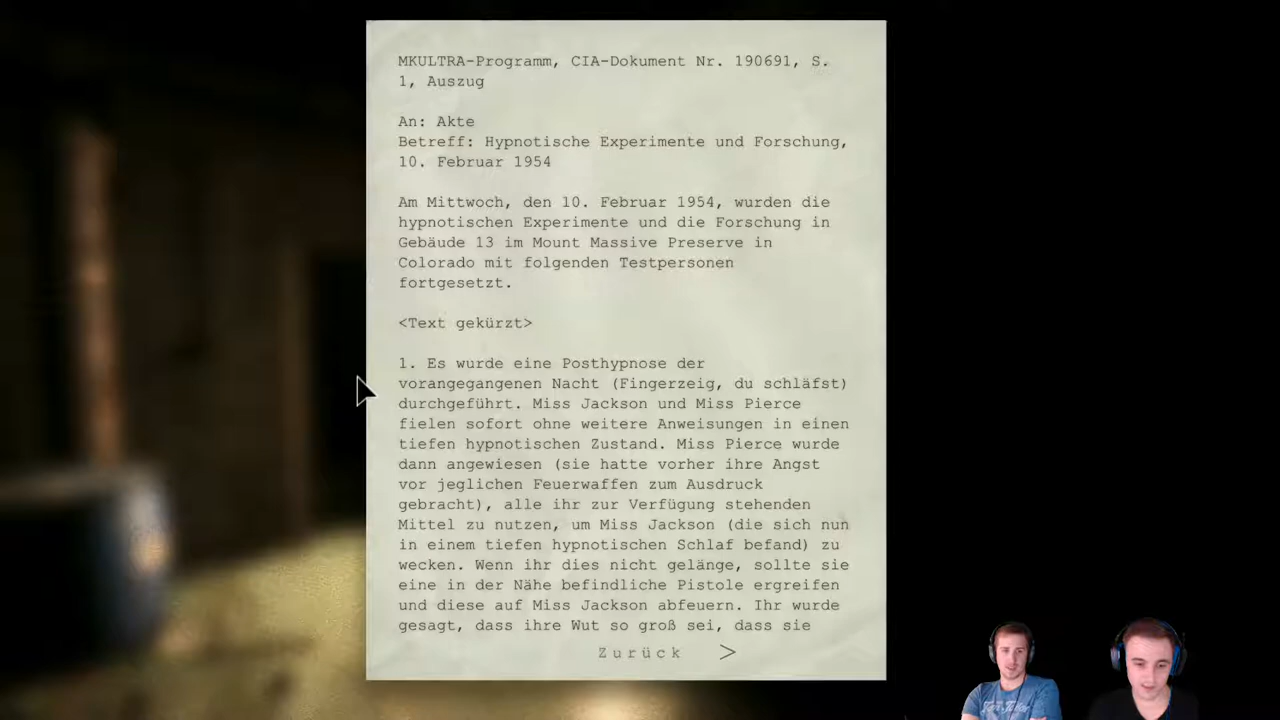 MKULTRA-Programm, CIA-Dokument Nr. 190691, S.
1, Auszug
An: Akte
Betreff: Hypnotische Experimente und Forschung,
10. Februar 1954
Am Mittwoch, den 10. Februar 1954, wurden die
hypnotischen Experimente und die Forschung in
Gebäude 13 im Mount Massive Preserve in
Colorado mit folgenden Testpersonen
fortgesetzt.
<Text gekürzt>
1. Es wurde eine Posthypnose der
vorangegangenen Nacht (Fingerzeig, du schläfst)
durchgeführt. Miss Jackson und Miss Pierce
fielen sofort ohne weitere Anweisungen in einen
tiefen hypnotischen Zustand. Miss Pierce wurde
dann angewiesen (sie hatte vorher ihre Angst
vor jeglichen Feuerwaffen zum Ausdruck
gebracht), alle ihr zur Verfügung stehenden
Mittel zu nutzen, um Miss Jackson (die sich nun
in einem tiefen hypnotischen Schlaf befand) zu
wecken. Wenn ihr dies nicht gelänge, sollte sie
eine in der Nähe befindliche Pistole ergreifen
und diese auf Miss Jackson abfeuern. Ihr wurde
gesagt, dass ihre Wut so groß sei, dass sie
Zurück >